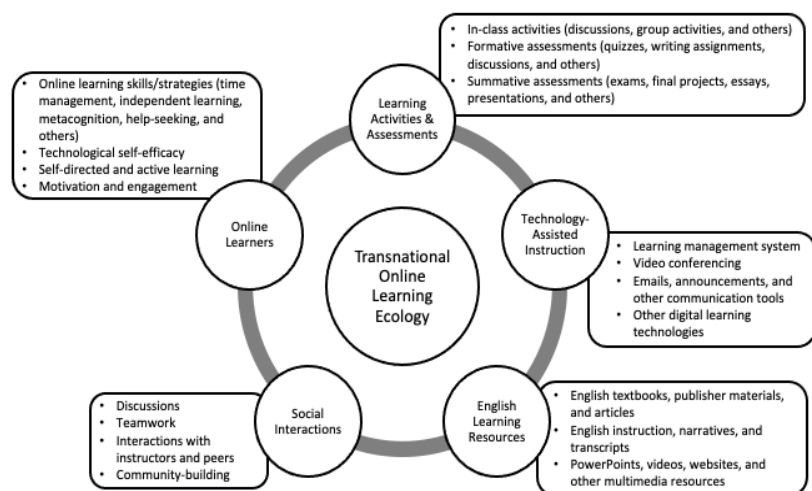 • In-class activities (discussions, group activities, and others)
• Formative assessments (quizzes, writing assignments,
discussions, and others)
• Summative assessments (exams, final projects, essays,
presentations, and others)
Learning
Activities &
Assessments
• Online learning skills/strategies (time
management, independent learning,
metacognition, help-seeking, and
others)
• Technological self-efficacy
• Self-directed and active learning
• Motivation and engagement
Online
Learners
Technology-
Assisted
Instruction
• Learning management system
• Video conferencing
• Emails, announcements, and
other communication tools
• Other digital learning
technologies
Transnational
Online
Learning
Ecology
• Discussions
• Teamwork
• Interactions with
instructors and peers
• Community-building
Social
Interactions
English
Learning
Resources
• English textbooks, publisher materials,
and articles
• English instruction, narratives, and
transcripts
• PowerPoints, videos, websites, and
other multimedia resources